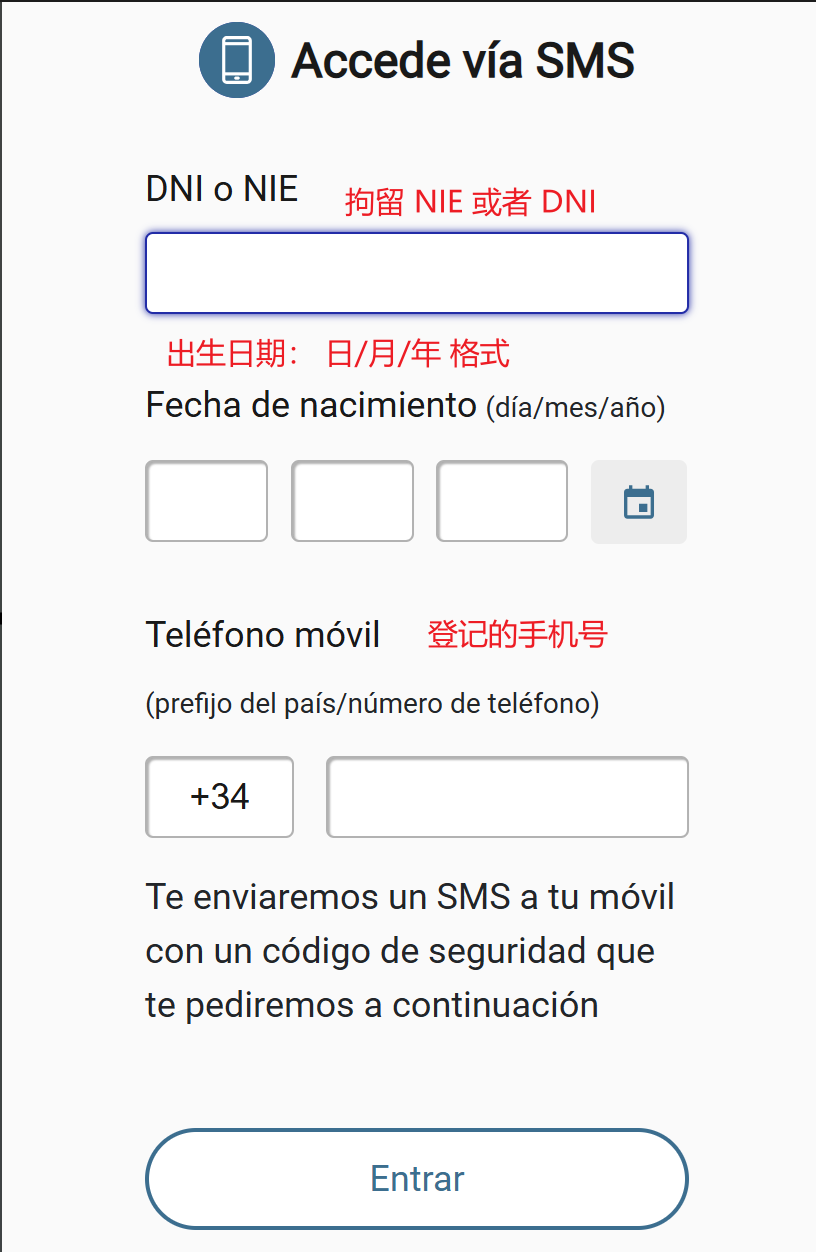 Accede vía SMS
DNI o NIE
拘留 NIE 或者 DNI
出生日期： 日/月/年 格式
Fecha de nacimiento (día/mes/año)
Teléfono móvil
登记的手机号
(prefijo del país/número de teléfono)
+34
Te enviaremos un SMS a tu móvil
con un código de seguridad que
te pediremos a continuación
Entrar